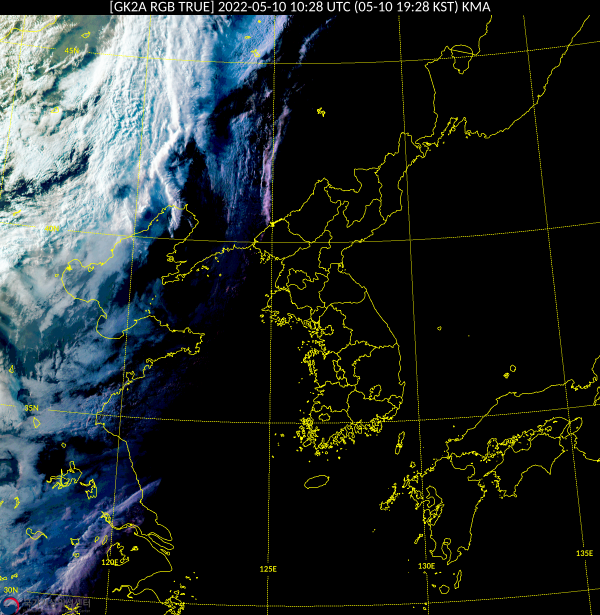 [GK2A RGB TRUE] 2022-05-10 10:28 UTC (05-10 19:28 KST) KMA
45N
35N
120E
125E
130E
135E
30N